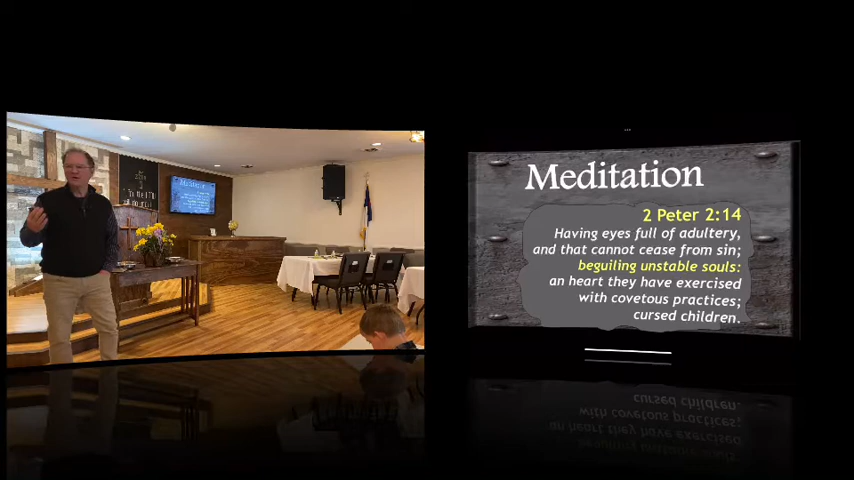 Meditation
2 Peter 2:14
Having eyes full of adultery,
and that cannot cease from sin;
beguiling unstable souls:
an heart they have exercised
with covetous practices;
cursed children.